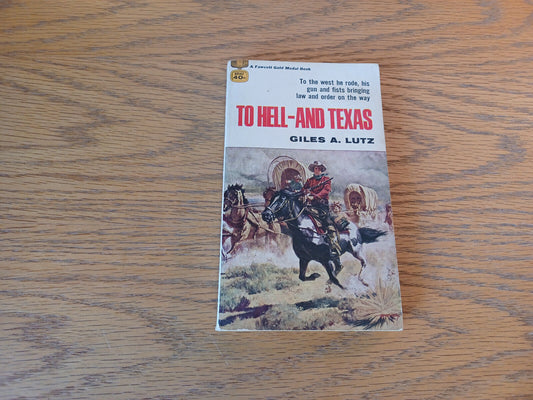 A Fawcett Gold Medal Book
40c
To the west he rode, his
gun and fists bringing
law and order on the way
TO HELL-AND TEXAS
GILES A. LUTZ